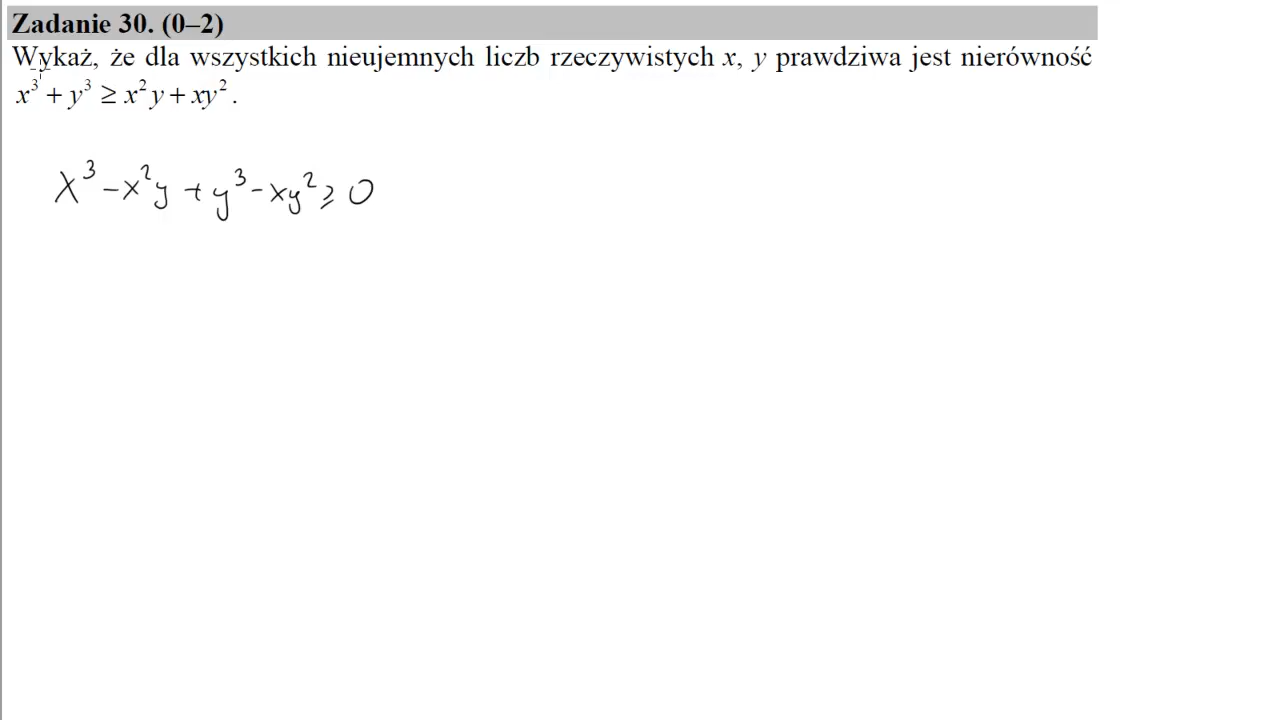 Zadanie 30. (0–2)
Wykaż, że dla wszystkich nieujemnych liczb rzeczywistych x, y prawdziwa jest nierówność
x³ + y³ ≥ x²y + xy².
x³ - x²y + y³ - xy² ≥ 0